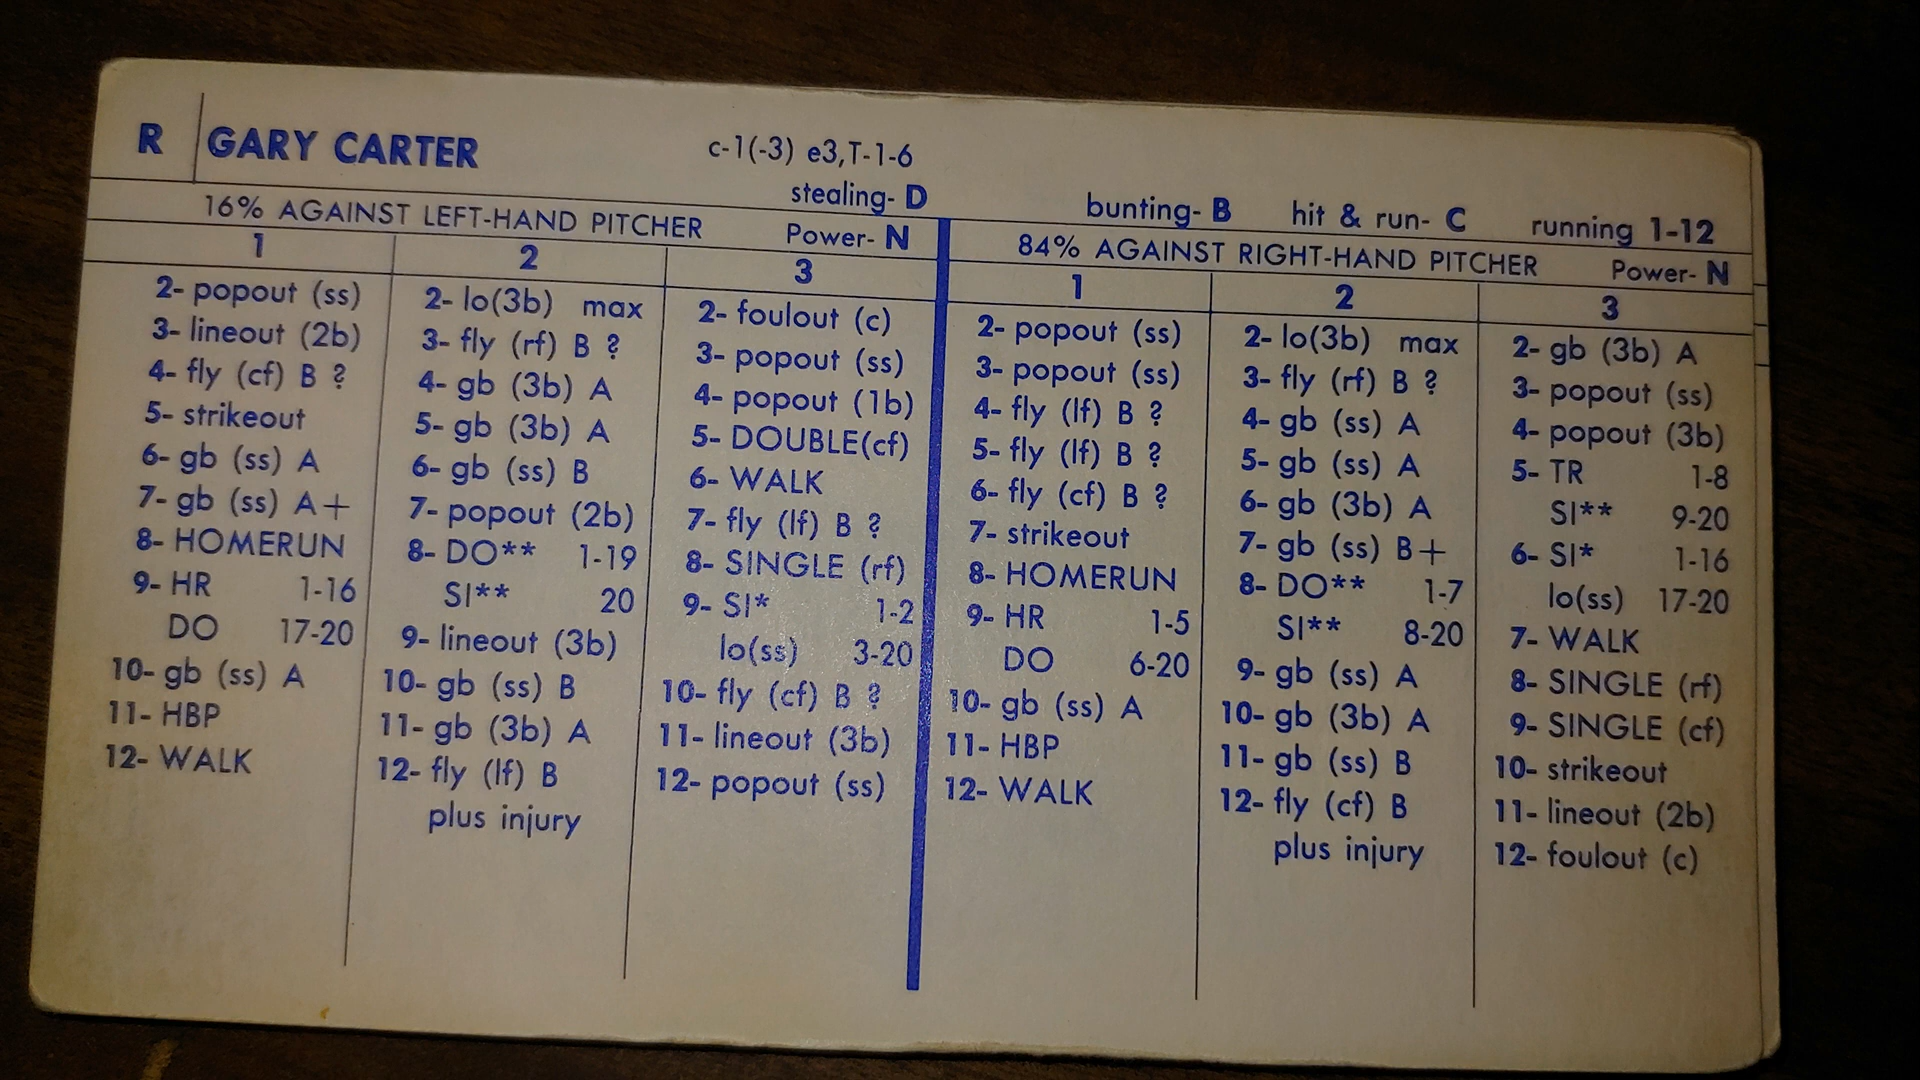 R GARY CARTER c-1(-3) e3,T-1-6
stealing- D bunting- B hit & run- C running 1-12
16% AGAINST LEFT-HAND PITCHER Power- N
1
2- popout (ss)
3- lineout (2b)
4- fly (cf) B ?
5- strikeout
6- gb (ss) A
7- gb (ss) A+
8- HOMERUN
9- HR 1-16
DO 17-20
10- gb (ss) A
11- HBP
12- WALK
2
2- lo(3b) max
3- fly (rf) B ?
4- gb (3b) A
5- gb (3b) A
6- gb (ss) B
7- popout (2b)
8- DO** 1-19
SI** 20
9- lineout (3b)
10- gb (ss) B
11- gb (3b) A
12- fly (lf) B
plus injury
3
2- foulout (c)
3- popout (ss)
4- popout (1b)
5- DOUBLE(cf)
6- WALK
7- fly (lf) B ?
8- SINGLE (rf)
9- SI* 1-2
lo(ss) 3-20
10- fly (cf) B ?
11- lineout (3b)
12- popout (ss)
84% AGAINST RIGHT-HAND PITCHER Power- N
1
2- popout (ss)
3- popout (ss)
4- fly (lf) B ?
5- fly (lf) B ?
6- fly (cf) B ?
7- strikeout
8- HOMERUN
9- HR 1-5
DO 6-20
10- gb (ss) A
11- HBP
12- WALK
2
2- lo(3b) max
3- fly (rf) B ?
4- gb (ss) A
5- gb (ss) A
6- gb (3b) A
7- gb (ss) B+
8- DO** 1-7
SI** 8-20
9- gb (ss) A
10- gb (3b) A
11- gb (ss) B
12- fly (cf) B
plus injury
3
2- gb (3b) A
3- popout (ss)
4- popout (3b)
5- TR 1-8
SI** 9-20
6- SI* 1-16
lo(ss) 17-20
7- WALK
8- SINGLE (rf)
9- SINGLE (cf)
10- strikeout
11- lineout (2b)
12- foulout (c)